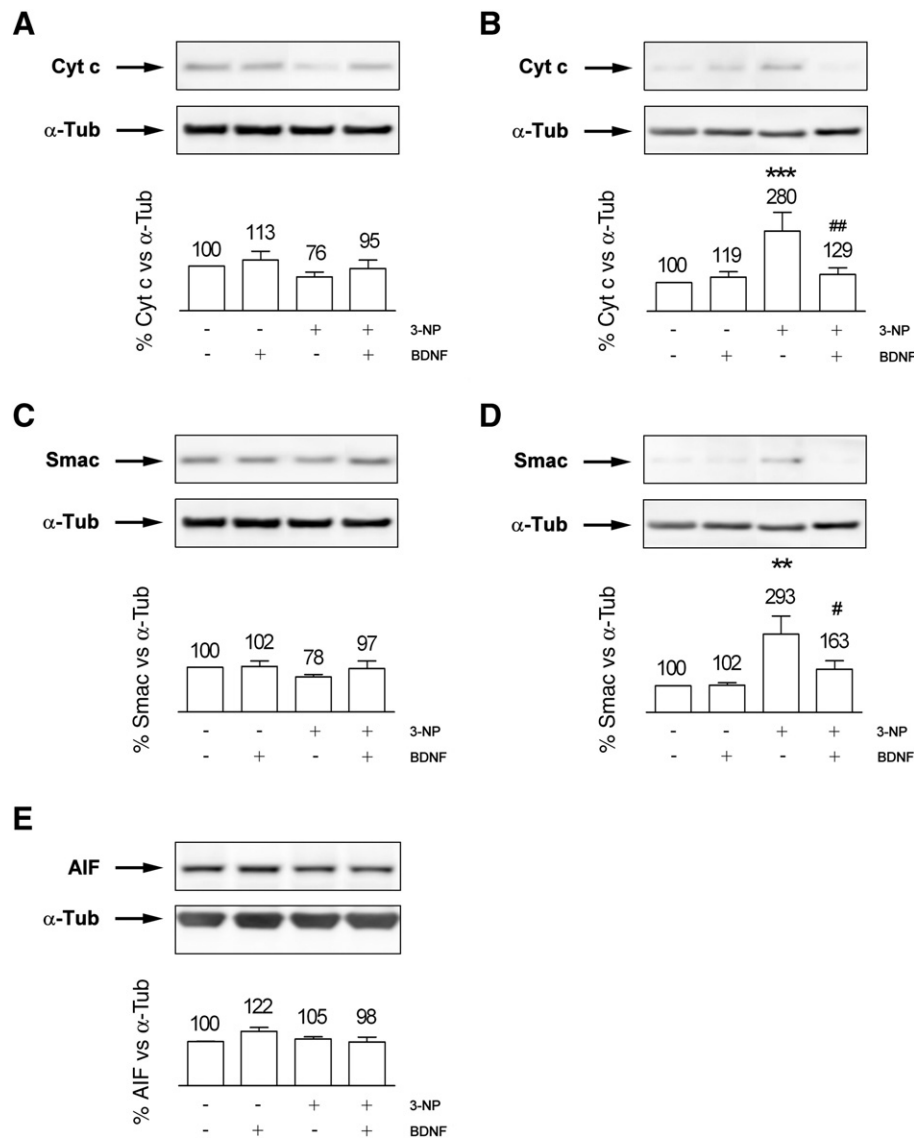 A
Cyt c
α-Tub
% Cyt c vs α-Tub
100 113 76 95
- - + + 3-NP
- + - + BDNF
B
Cyt c
α-Tub
% Cyt c vs α-Tub
***
280
##
100 119 129
- - + + 3-NP
- + - + BDNF
C
Smac
α-Tub
% Smac vs α-Tub
100 102 78 97
- - + + 3-NP
- + - + BDNF
D
Smac
α-Tub
% Smac vs α-Tub
**
293
#
100 102 163
- - + + 3-NP
- + - + BDNF
E
AIF
α-Tub
% AIF vs α-Tub
100 122 105 98
- - + + 3-NP
- + - + BDNF